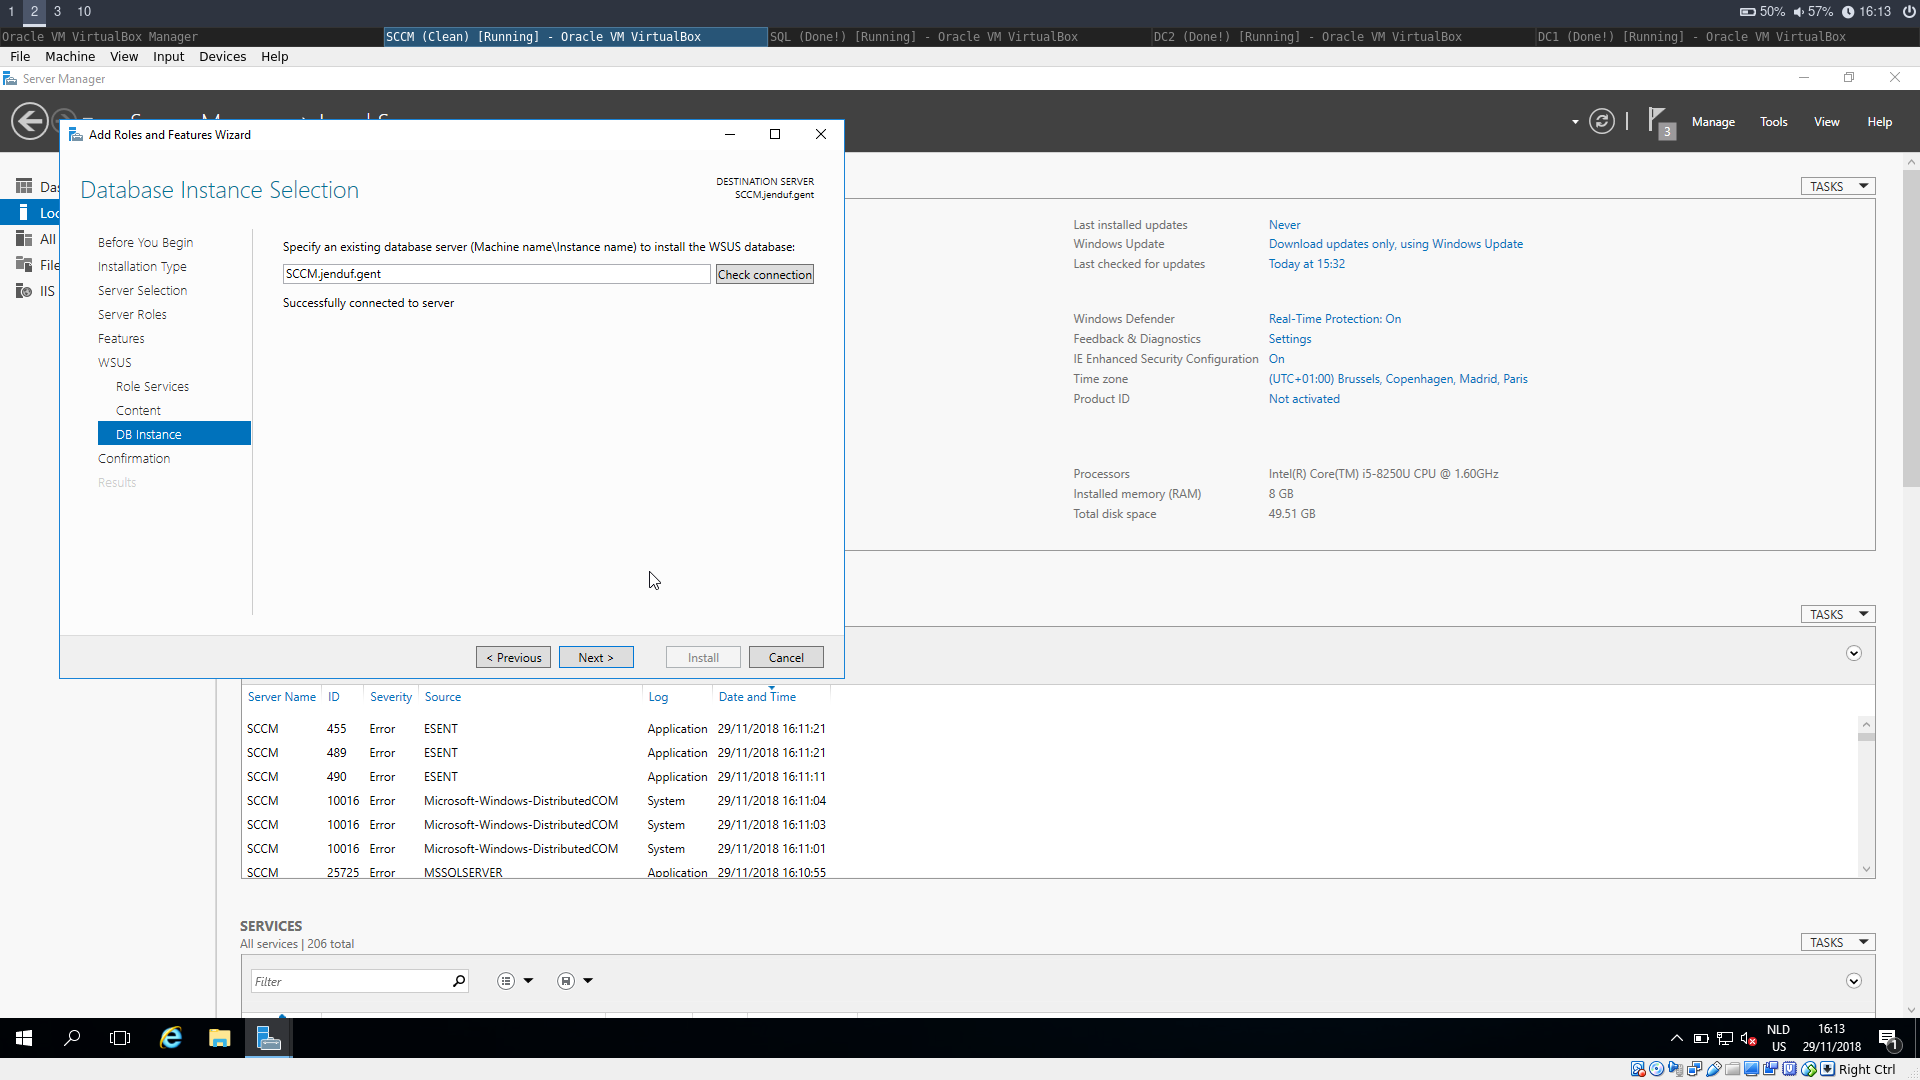 1 2 3 10
50% 57% 16:13
Oracle VM VirtualBox Manager
SCCM (Clean) [Running] - Oracle VM VirtualBox
SQL (Done!) [Running] - Oracle VM VirtualBox
DC2 (Done!) [Running] - Oracle VM VirtualBox
DC1 (Done!) [Running] - Oracle VM VirtualBox
File Machine View Input Devices Help
Server Manager
3 Manage Tools View Help
Add Roles and Features Wizard
Database Instance Selection
DESTINATION SERVER
SCCM.jenduf.gent
Before You Begin
Installation Type
Server Selection
Server Roles
Features
WSUS
Role Services
Content
DB Instance
Confirmation
Results
Specify an existing database server (Machine name\Instance name) to install the WSUS database:
SCCM.jenduf.gent
Check connection
Successfully connected to server
< Previous
Next >
Install
Cancel
All
IIS
TASKS
Last installed updates Never
Windows Update Download updates only, using Windows Update
Last checked for updates Today at 15:32
Windows Defender Real-Time Protection: On
Feedback & Diagnostics Settings
IE Enhanced Security Configuration On
Time zone (UTC+01:00) Brussels, Copenhagen, Madrid, Paris
Product ID Not activated
Processors Intel(R) Core(TM) i5-8250U CPU @ 1.60GHz
Installed memory (RAM) 8 GB
Total disk space 49.51 GB
TASKS
Server Name ID Severity Source Log Date and Time
SCCM 455 Error ESENT Application 29/11/2018 16:11:21
SCCM 489 Error ESENT Application 29/11/2018 16:11:21
SCCM 490 Error ESENT Application 29/11/2018 16:11:11
SCCM 10016 Error Microsoft-Windows-DistributedCOM System 29/11/2018 16:11:04
SCCM 10016 Error Microsoft-Windows-DistributedCOM System 29/11/2018 16:11:03
SCCM 10016 Error Microsoft-Windows-DistributedCOM System 29/11/2018 16:11:01
SCCM 25725 Error MSSQLSERVER Application 29/11/2018 16:10:55
SERVICES
All services | 206 total
TASKS
Filter
NLD
US
16:13
29/11/2018
1
Right Ctrl